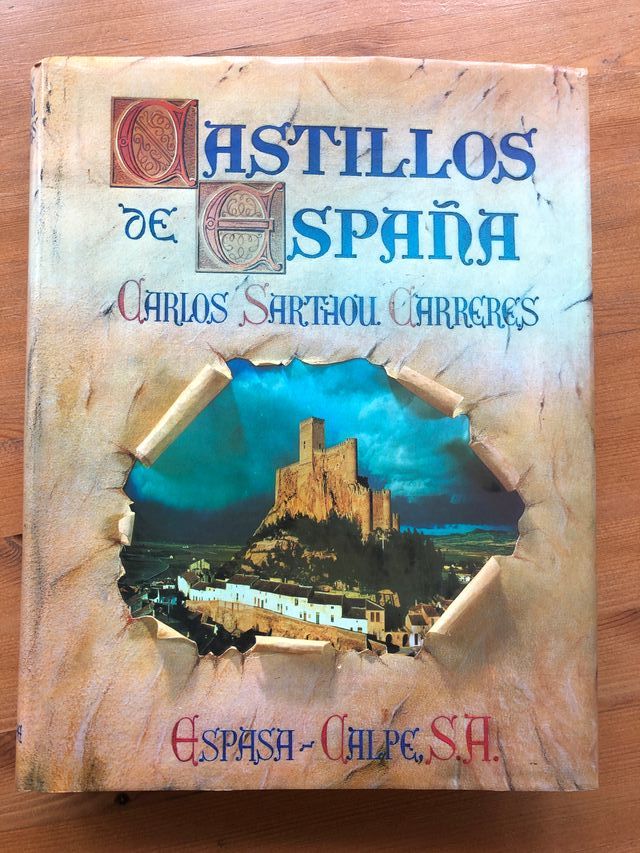 CASTILLOS
DE ESPAÑA
CARLOS SARTHOU CARRERES
ESPASA-CALPE, S.A.